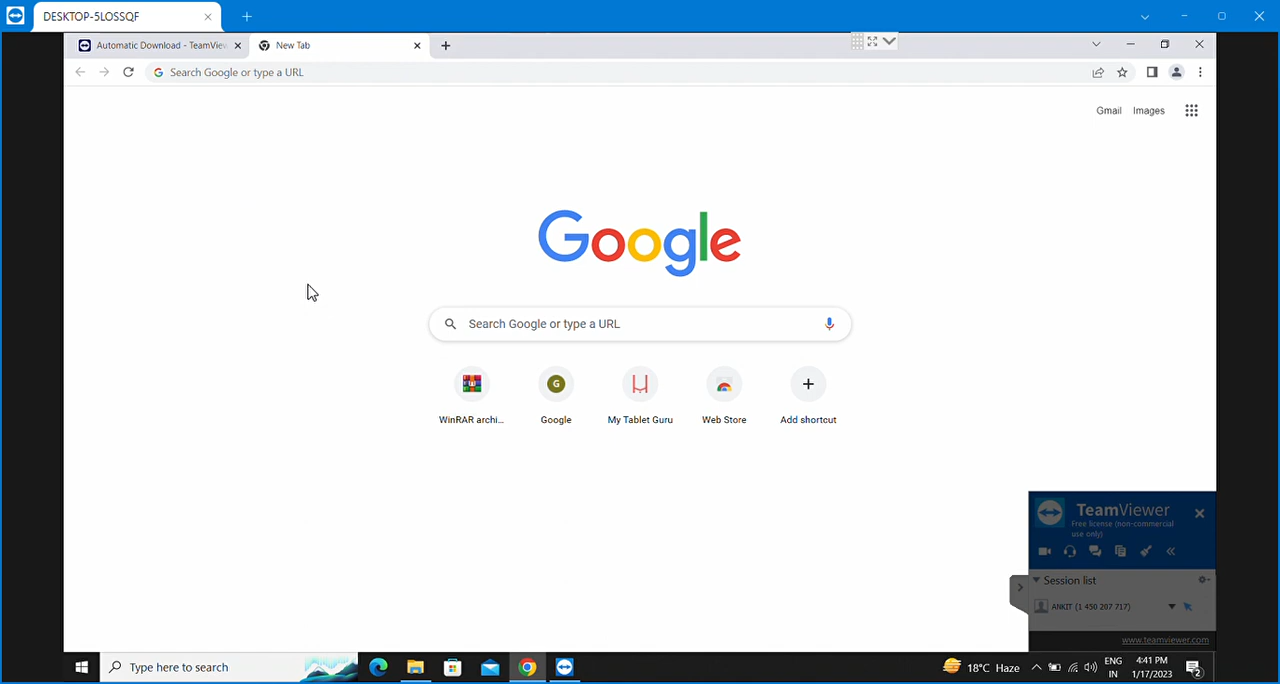 DESKTOP-5LOSSQF
Automatic Download - TeamView
New Tab
Search Google or type a URL
Gmail Images
Google
Search Google or type a URL
G
WinRAR archi...
Google
My Tablet Guru
Web Store
Add shortcut
TeamViewer
Free license (non-commercial
use only)
Session list
ANKIT (1 450 207 717)
www.teamviewer.com
Type here to search
18°C Haze
ENG
IN
4:41 PM
1/17/2023
2